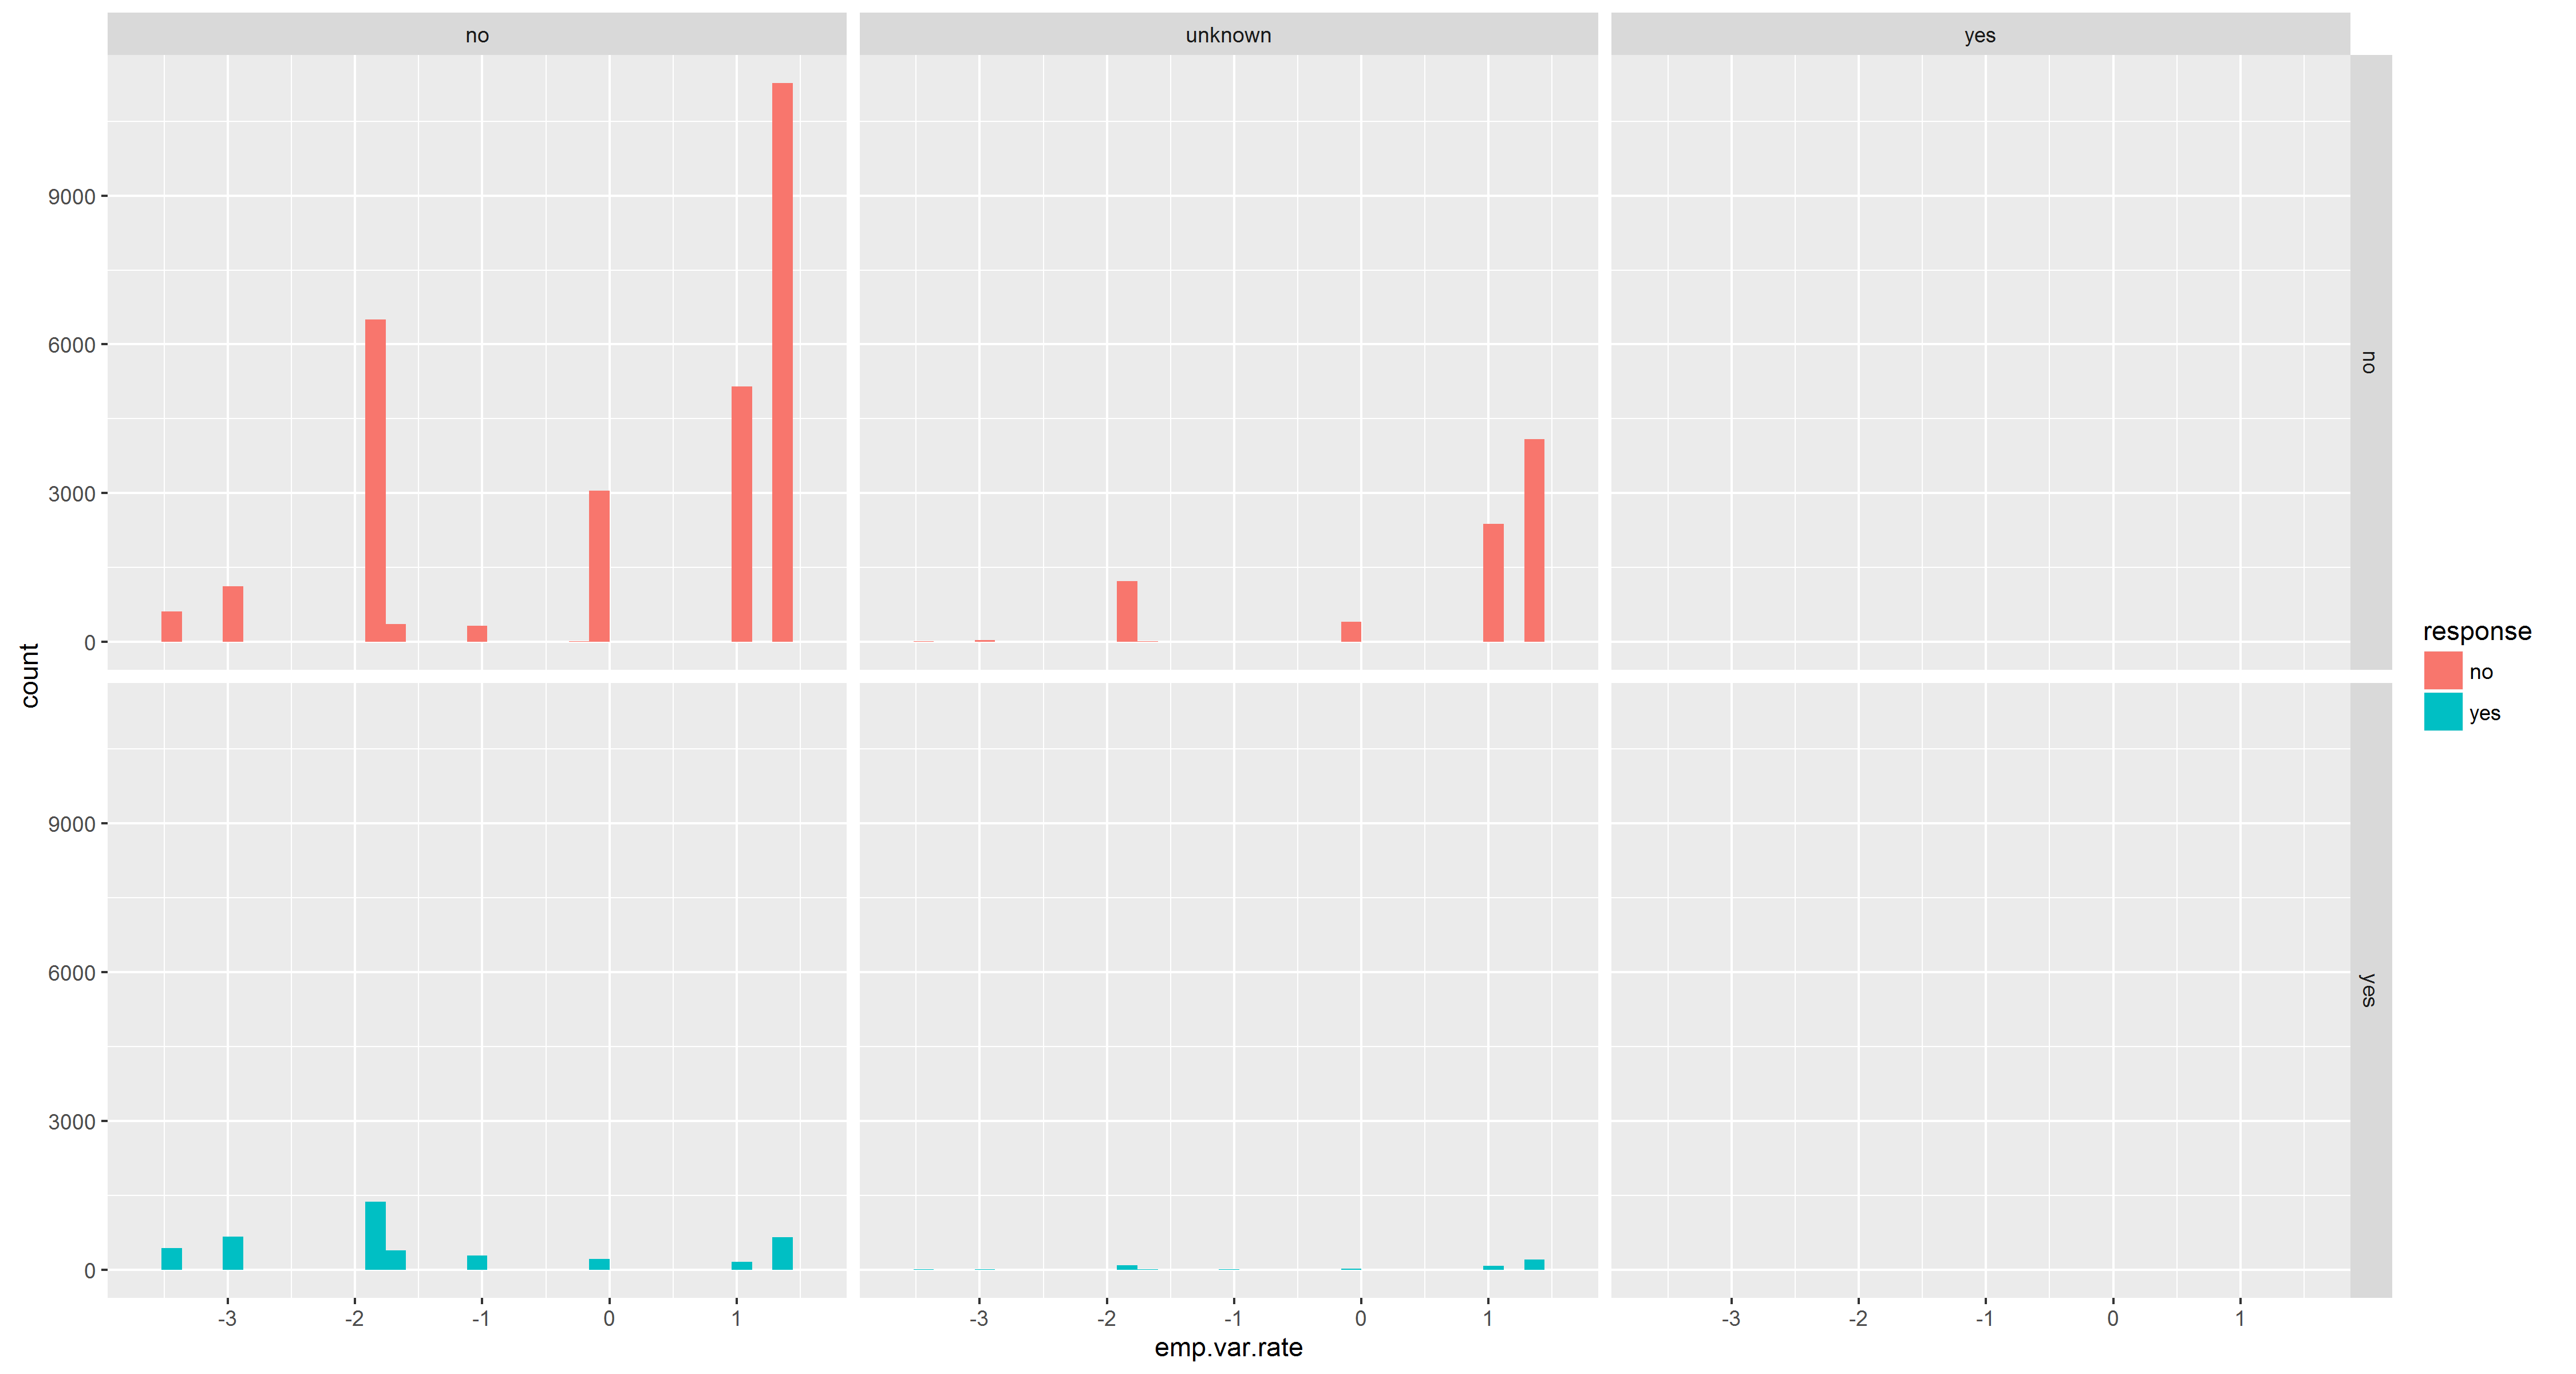 no unknown yes
9000
6000
3000
0
no
9000
6000
3000
0
yes
count
-3 -2 -1 0 1 -3 -2 -1 0 1 -3 -2 -1 0 1
emp.var.rate
response
no
yes